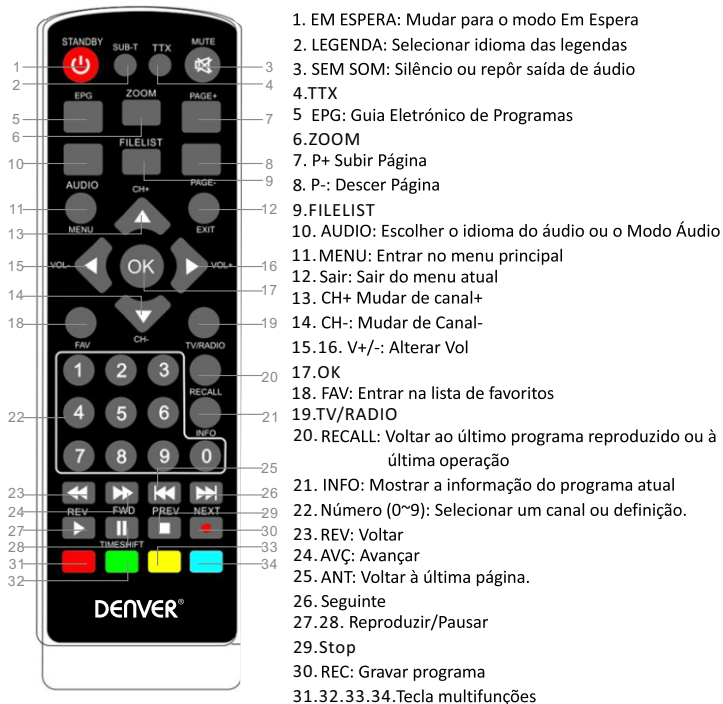 STANDBY
SUB-T
TTX
MUTE
1
2
3
4
EPG
ZOOM
PAGE+
5
6
7
FILELIST
10
8
9
AUDIO
CH+
PAGE-
11
12
MENU
EXIT
13
15
VOL-
OK
VOL+
16
17
14
18
19
FAV
CH-
TV/RADIO
1
2
3
20
RECALL
4
5
6
21
22
INFO
7
8
9
0
25
23
26
24
REV
FWD
PREV
NEXT
29
27
30
28
TIMESHIFT
33
31
34
32
DENVER®
1. EM ESPERA: Mudar para o modo Em Espera
2. LEGENDA: Selecionar idioma das legendas
3. SEM SOM: Silêncio ou repôr saída de áudio
4.TTX
5 EPG: Guia Eletrónico de Programas
6.ZOOM
7. P+ Subir Página
8. P-: Descer Página
9.FILELIST
10. AUDIO: Escolher o idioma do áudio ou o Modo Áudio
11.MENU: Entrar no menu principal
12.Sair: Sair do menu atual
13. CH+ Mudar de canal+
14. CH-: Mudar de Canal-
15.16. V+/-: Alterar Vol
17.OK
18. FAV: Entrar na lista de favoritos
19.TV/RADIO
20. RECALL: Voltar ao último programa reproduzido ou à
última operação
21. INFO: Mostrar a informação do programa atual
22. Número (0~9): Selecionar um canal ou definição.
23.REV: Voltar
24.AVÇ: Avançar
25.ANT: Voltar à última página.
26.Seguinte
27.28. Reproduzir/Pausar
29.Stop
30.REC: Gravar programa
31.32.33.34.Tecla multifunções